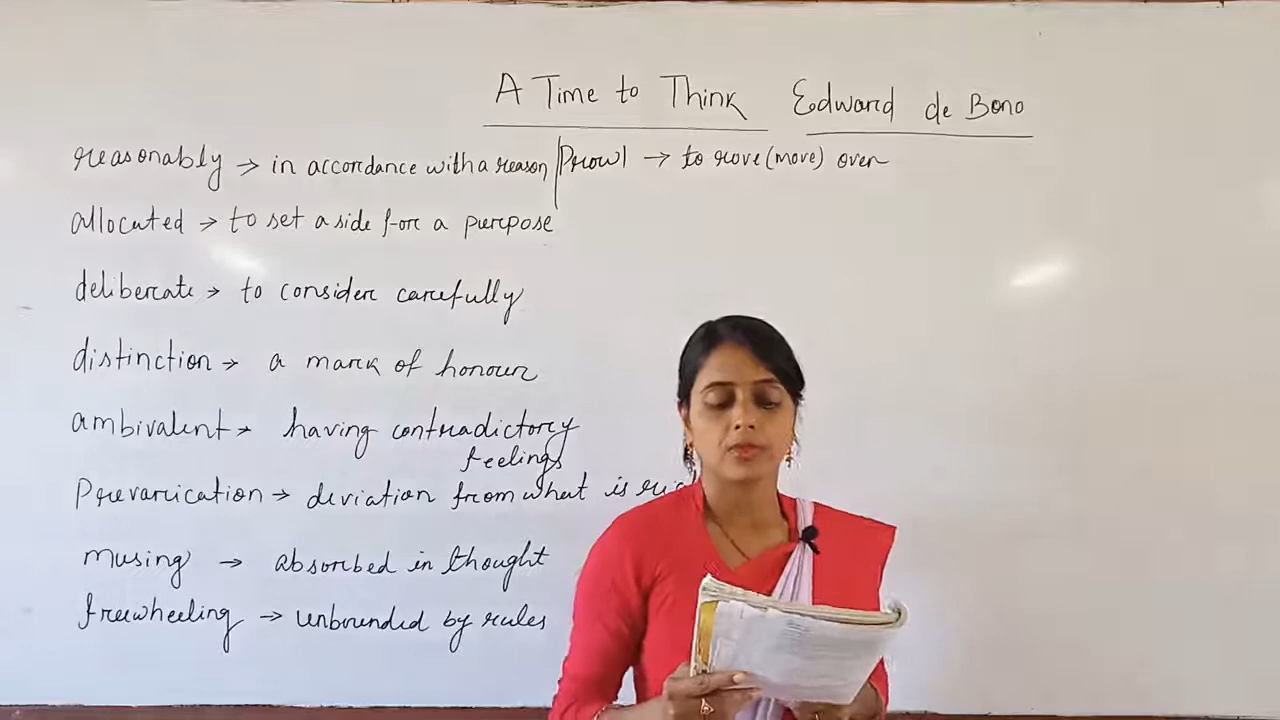 A Time to Think Edward de Bono
reasonably → in accordance with a reason | Prowl → to rove (move) over
allocated → to set a side for a purpose
deliberate → to consider carefully
distinction → a mark of honour
ambivalent → having contradictory
feelings
Prevarication → deviation from what is
musing → absorbed in thought
freewheeling → unbounded by rules